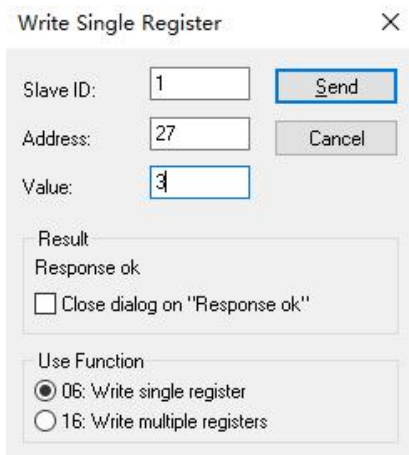 Write Single Register
Slave ID: 1 Send
Address: 27 Cancel
Value: 3
Result
Response ok
Close dialog on "Response ok"
Use Function
06: Write single register
16: Write multiple registers